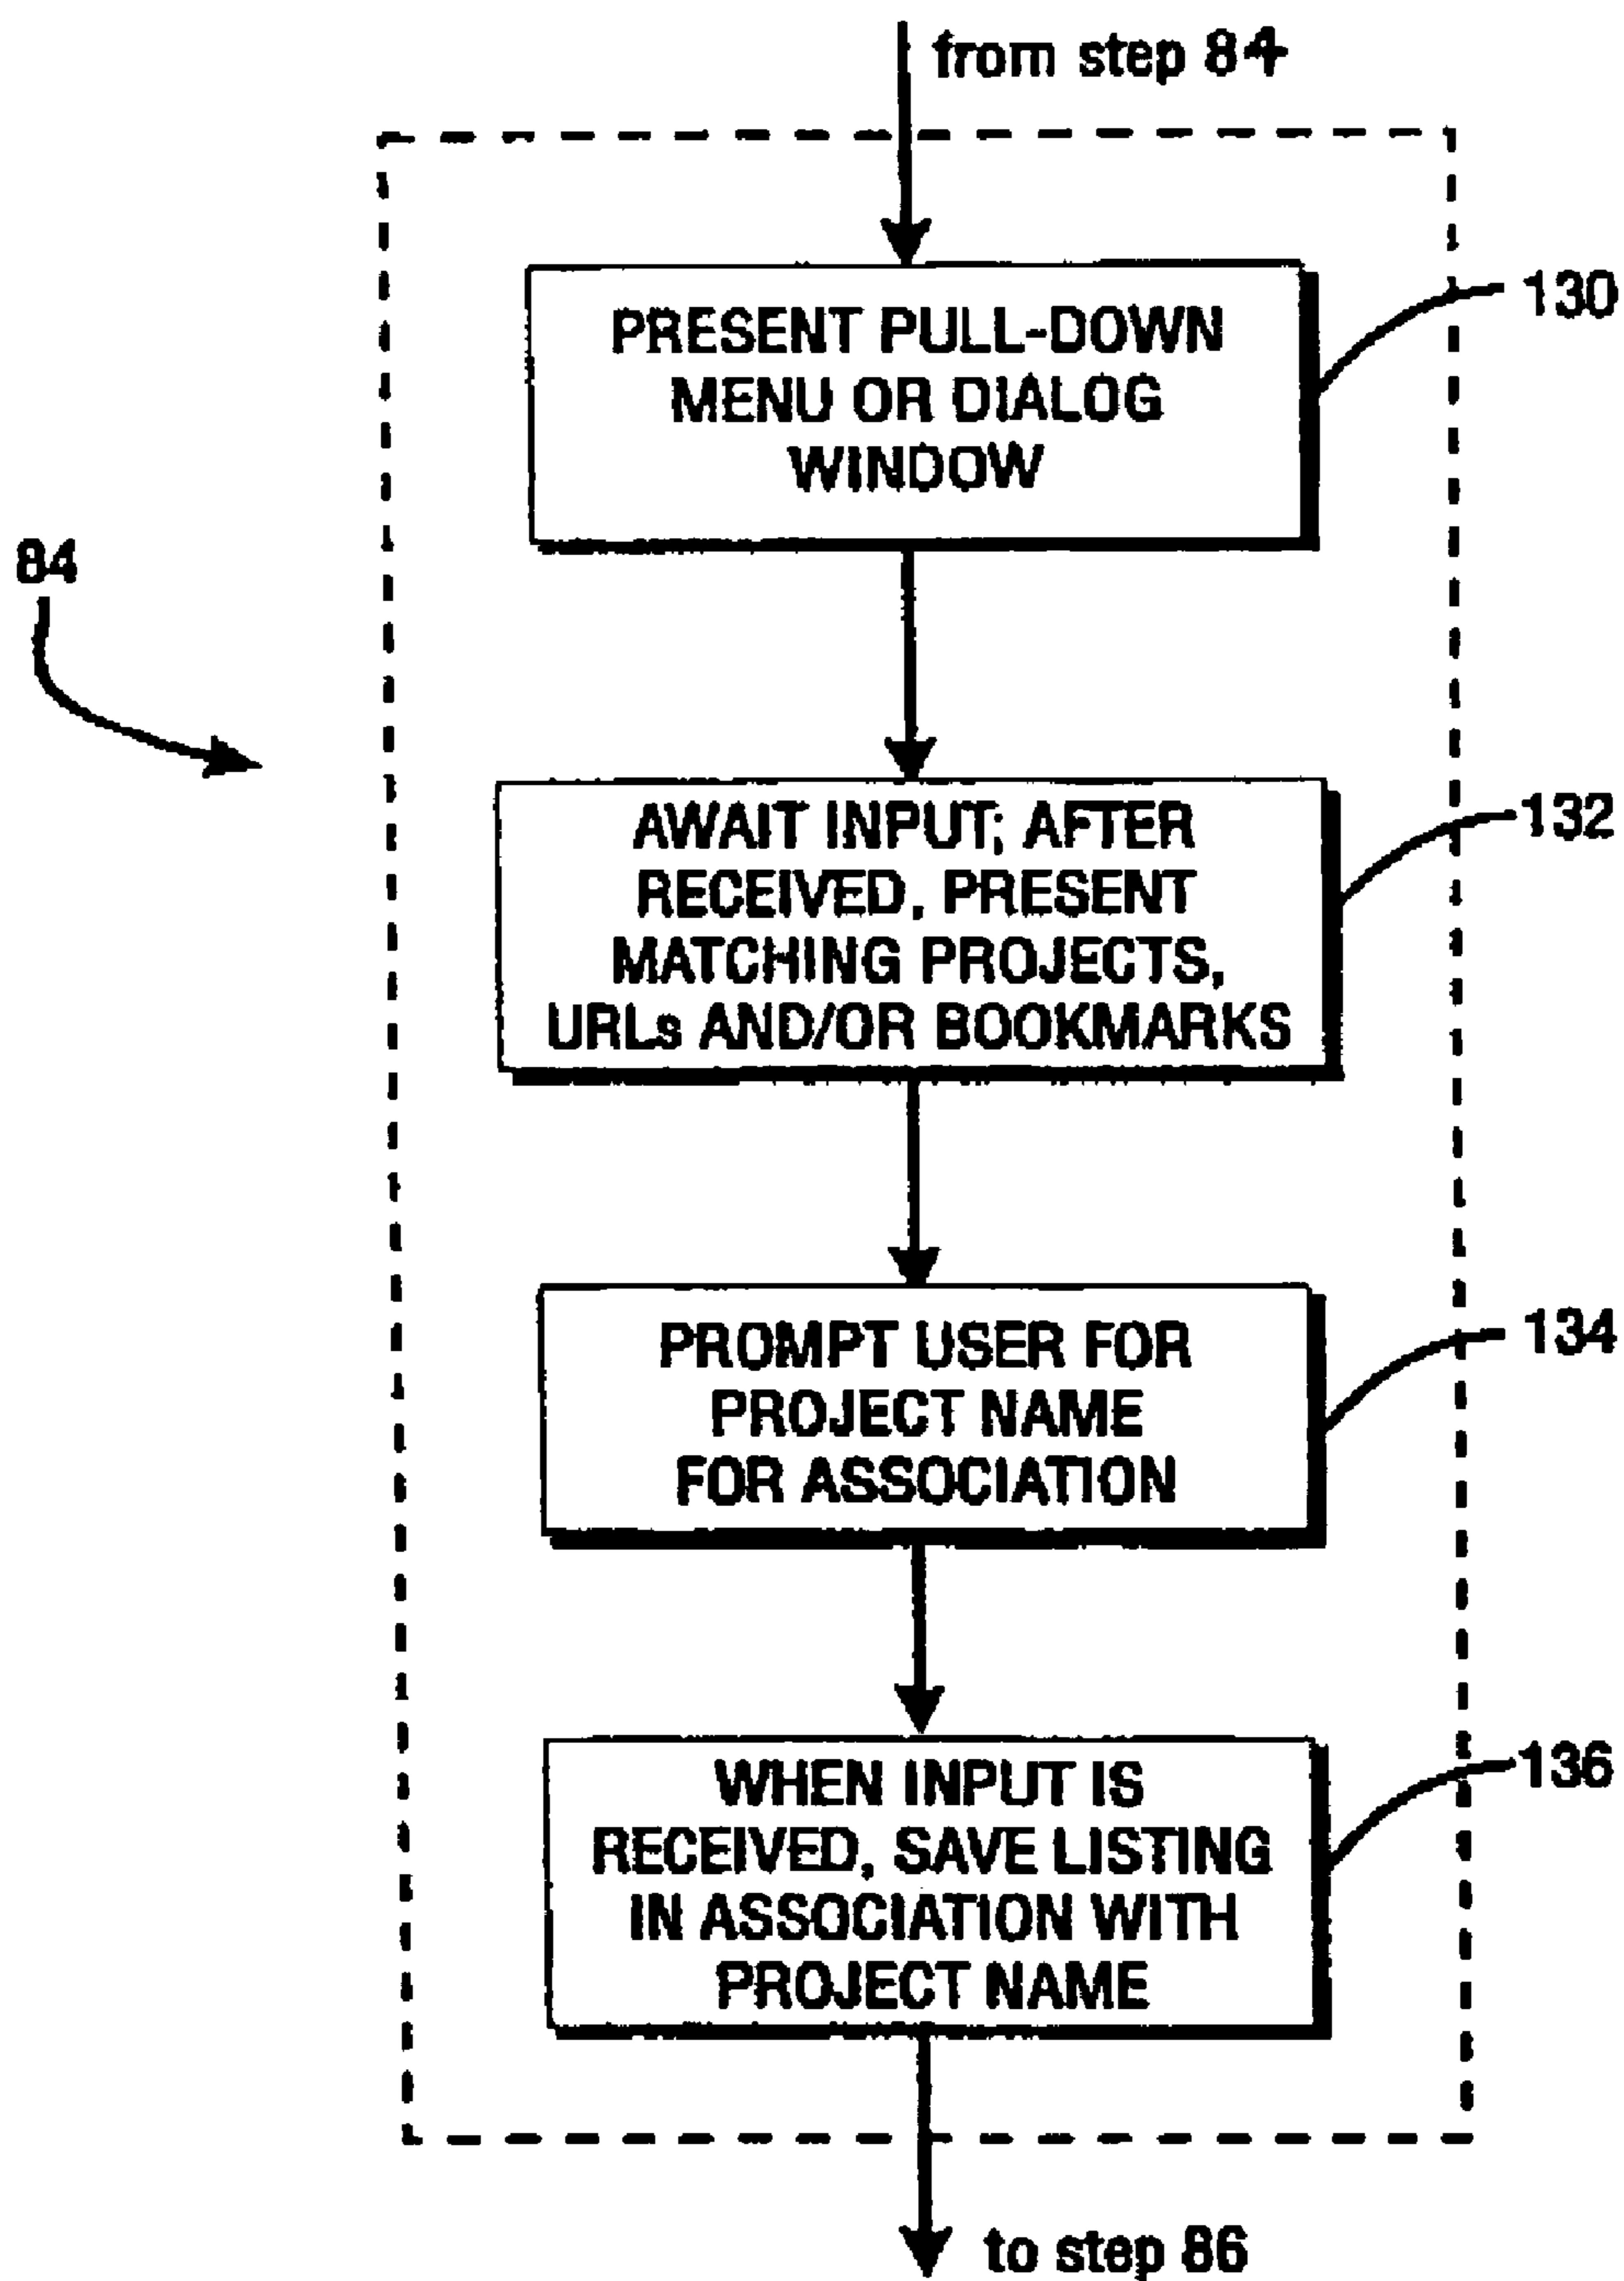 from step 84
PRESENT PULL-DOWN
MENU OR DIALOG
WINDOW
130
84
AWAIT INPUT; AFTER
RECEIVED, PRESENT
MATCHING PROJECTS,
URLs AND/OR BOOKMARKS
132
PROMPT USER FOR
PROJECT NAME
FOR ASSOCIATION
134
WHEN INPUT IS
RECEIVED, SAVE LISTING
IN ASSOCIATION WITH
PROJECT NAME
136
to step 86